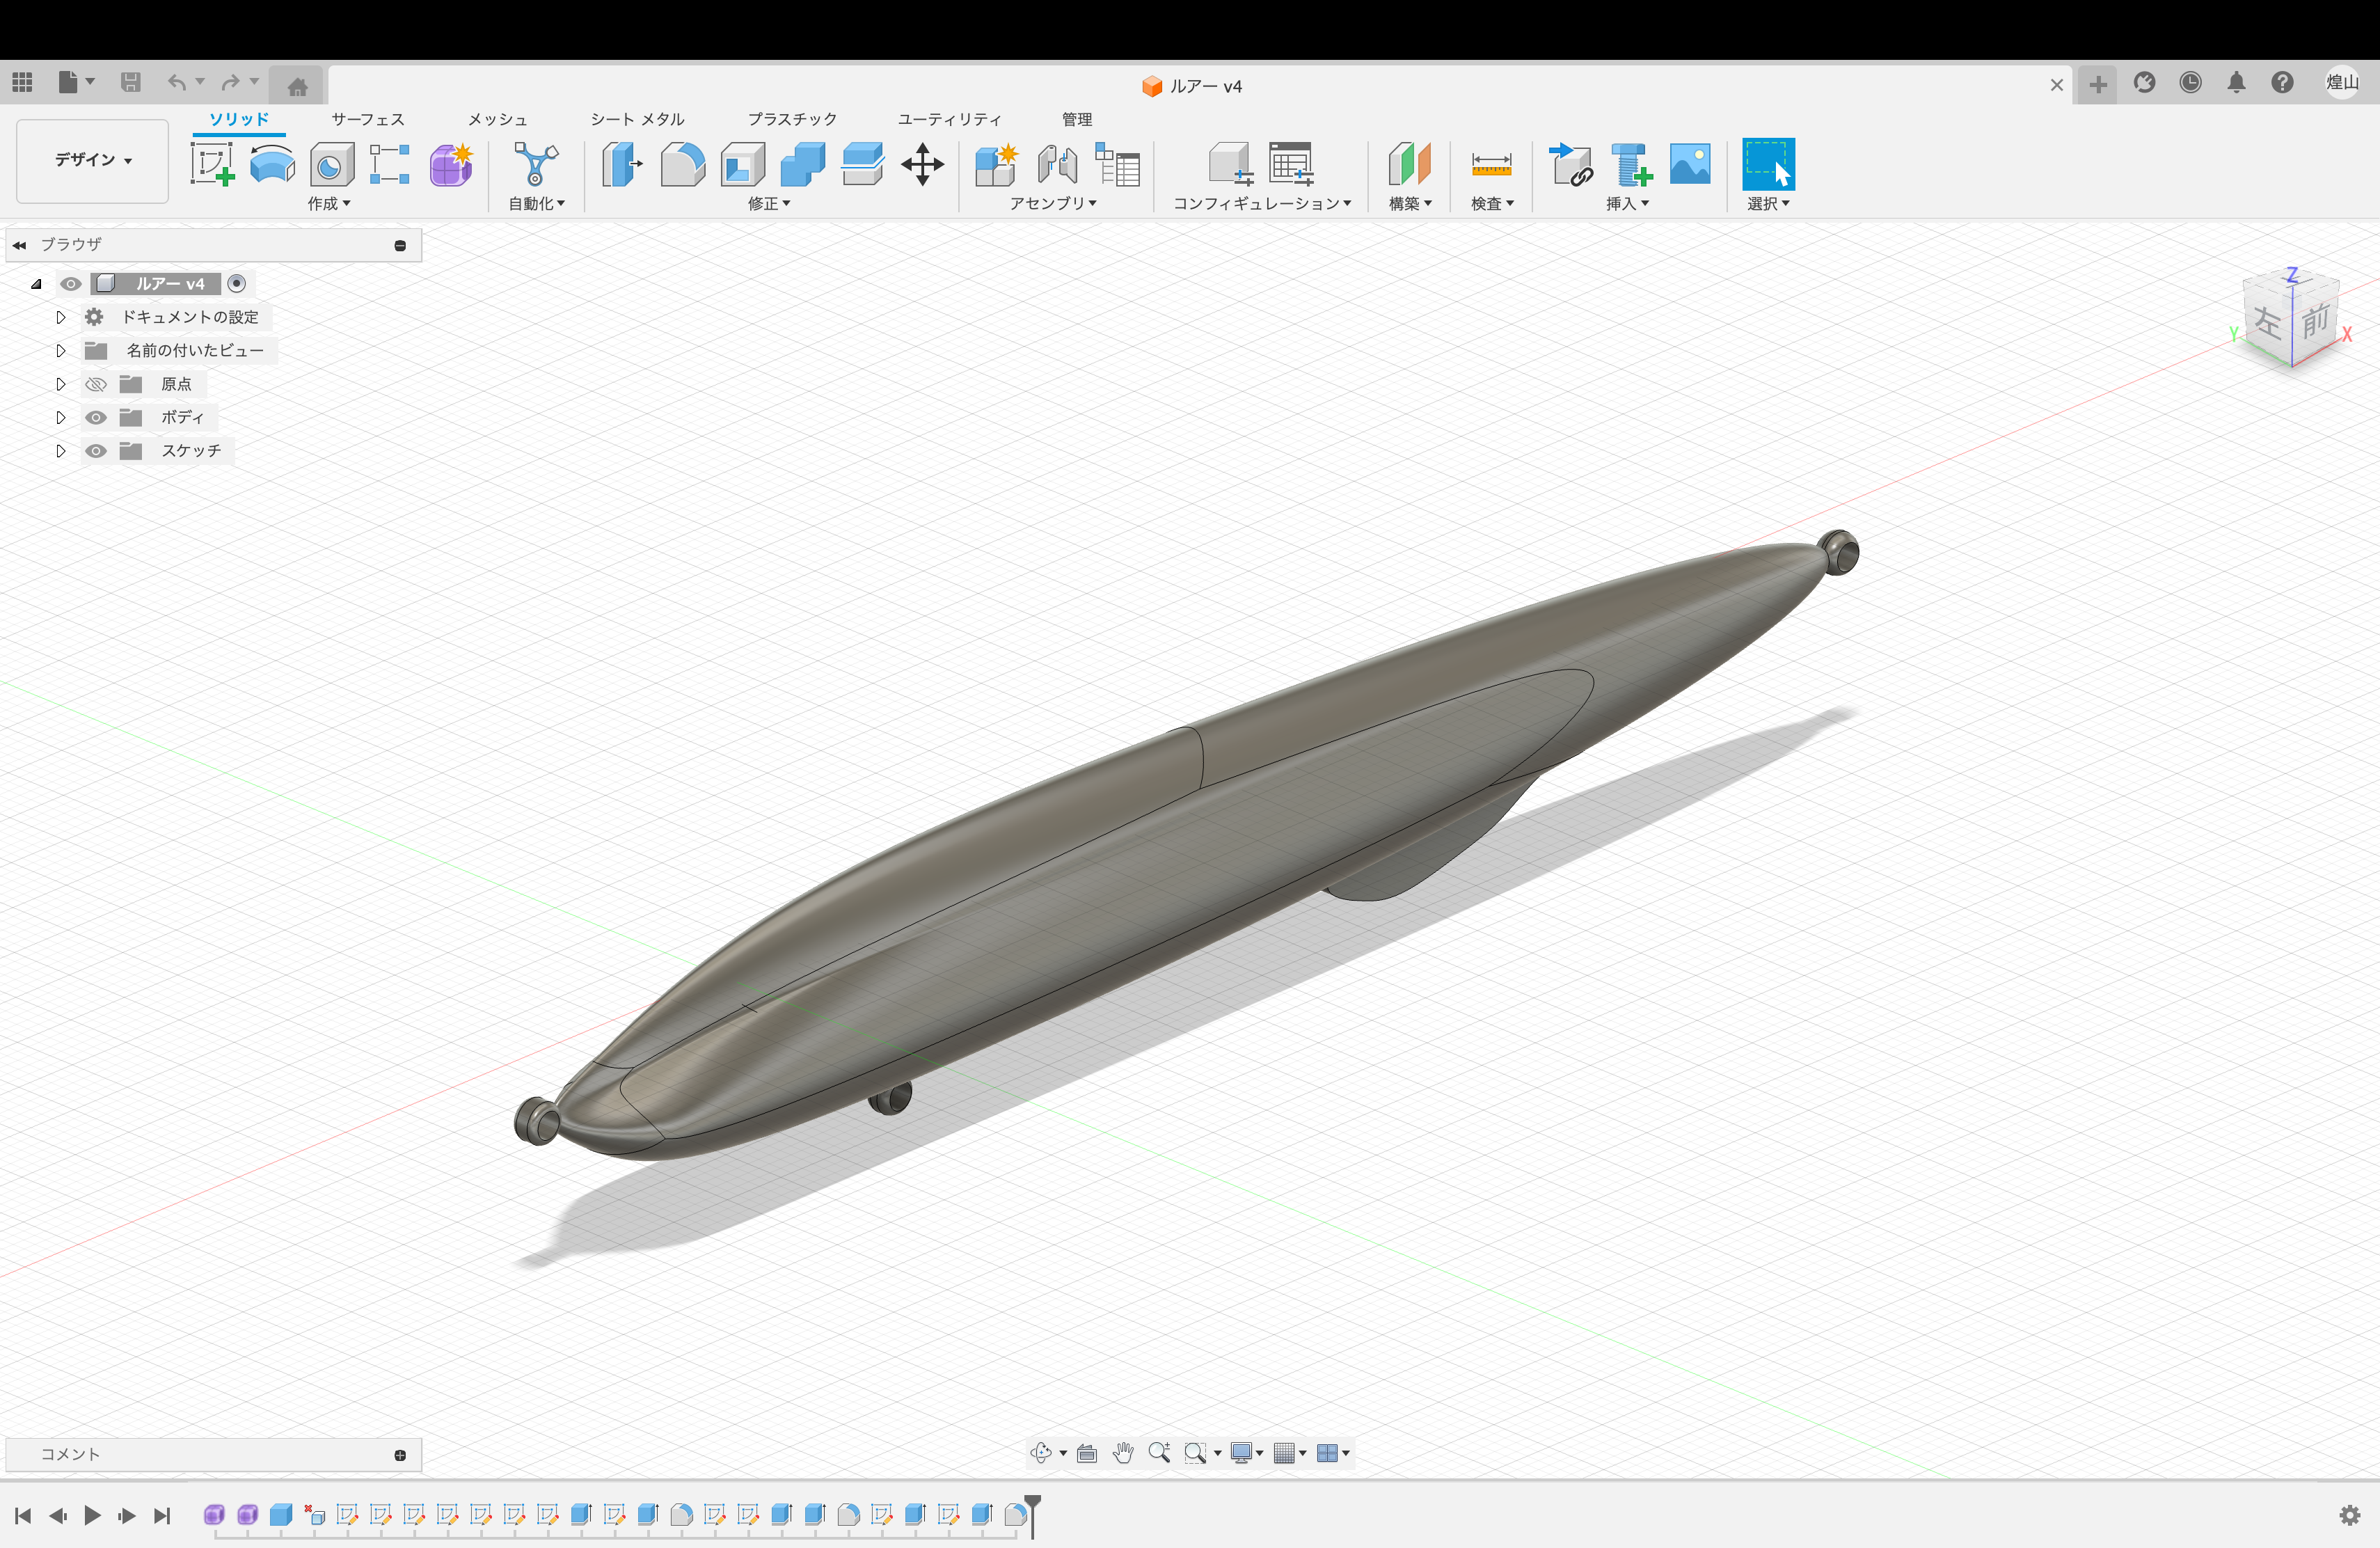 ルアー v4
煌山
デザイン
ソリッド サーフェス メッシュ シート メタル プラスチック ユーティリティ 管理
作成 自動化 修正 アセンブリ コンフィギュレーション 構築 検査 挿入 選択
ブラウザ
ルアー v4
ドキュメントの設定
名前の付いたビュー
原点
ボディ
スケッチ
Z
左 前
Y X
コメント